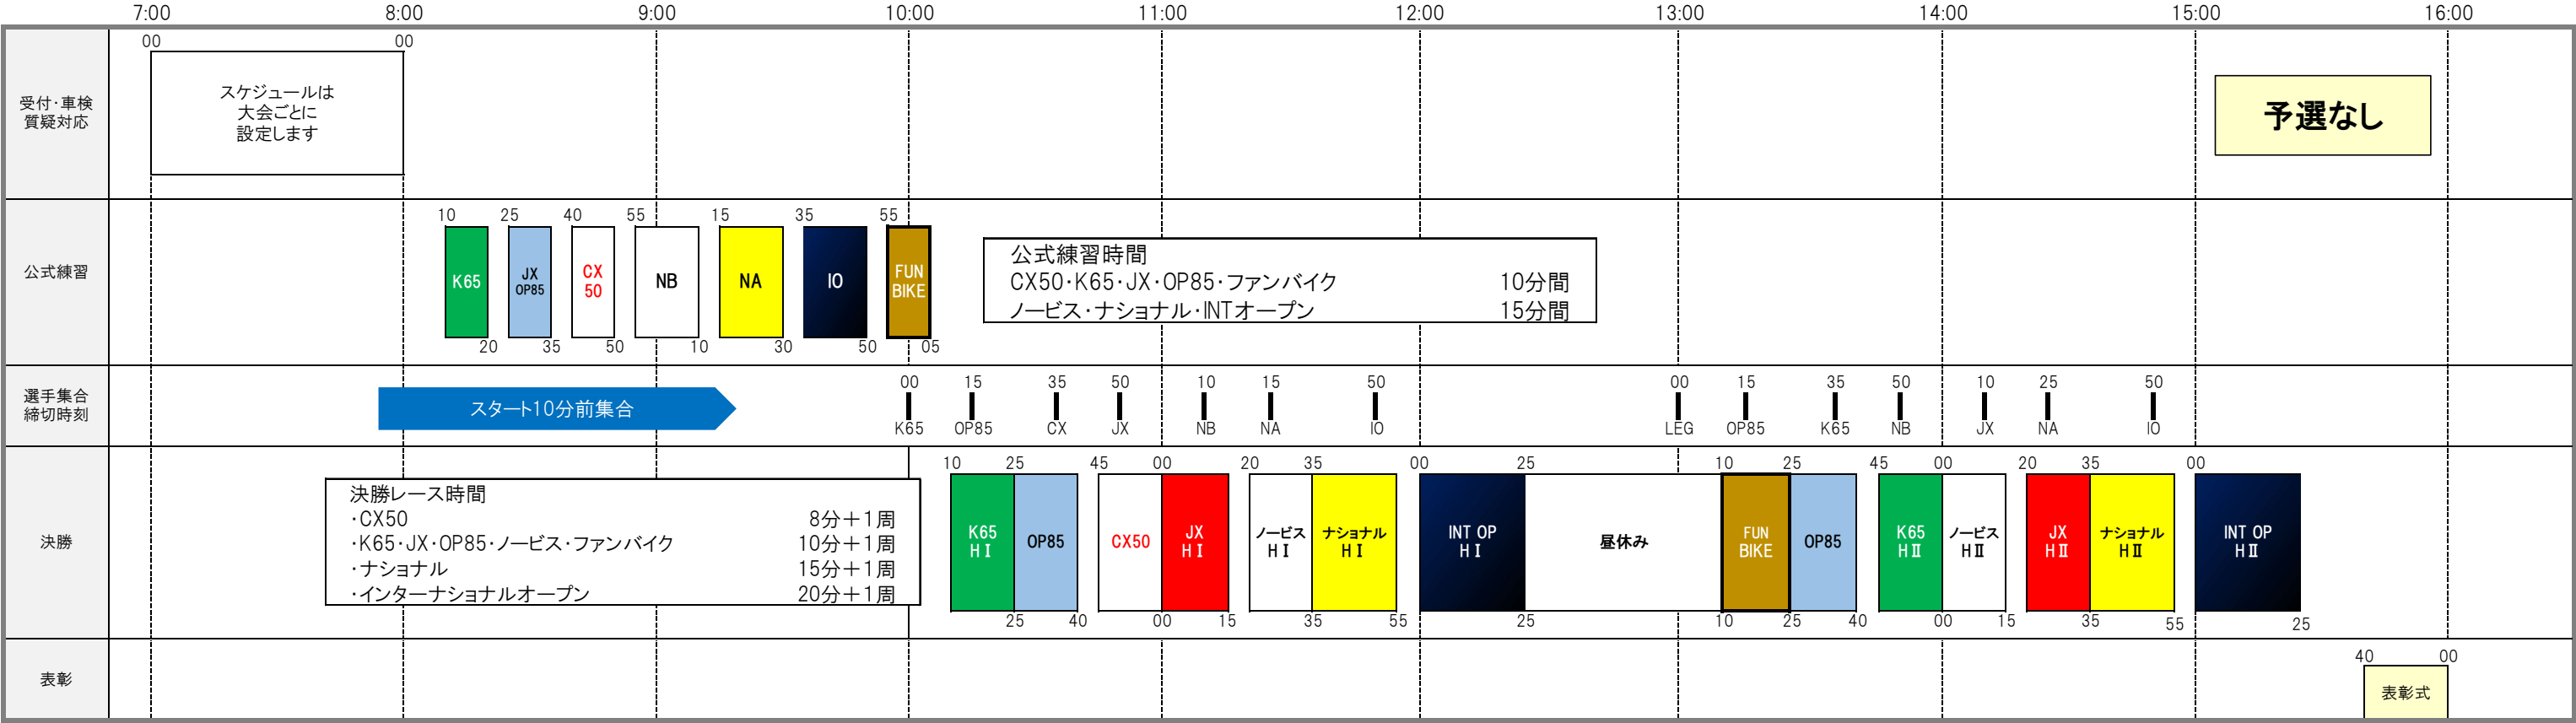 7:00 8:00 9:00 10:00 11:00 12:00 13:00 14:00 15:00 16:00
受付・車検
質疑対応
00 00
スケジュールは
大会ごとに
設定します
予選なし
公式練習
10 25 40 55 15 35 55
K65
JX
OP85
CX
50
NB
NA
IO
FUN
BIKE
20 35 50 10 30 50 05
公式練習時間
CX50・K65・JX・OP85・ファンバイク 10分間
ノービス・ナショナル・INTオープン 15分間
選手集合
締切時刻
スタート10分前集合
00 15 35 50 10 15 50 00 15 35 50 10 25 50
K65 OP85 CX JX NB NA IO LEG OP85 K65 NB JX NA IO
決勝
決勝レース時間
・CX50 8分＋1周
・K65・JX・OP85・ノービス・ファンバイク 10分＋1周
・ナショナル 15分＋1周
・インターナショナルオープン 20分＋1周
10 25 45 00 20 35 00 25 10 25 45 00 20 35 00
K65
HⅠ
OP85
CX50
JX
HⅠ
ノービス
HⅠ
ナショナル
HⅠ
INT OP
HⅠ
昼休み
FUN
BIKE
OP85
K65
HⅡ
ノービス
HⅡ
JX
HⅡ
ナショナル
HⅡ
INT OP
HⅡ
25 40 00 15 35 55 25 10 25 40 00 15 35 55 25
表彰
40 00
表彰式